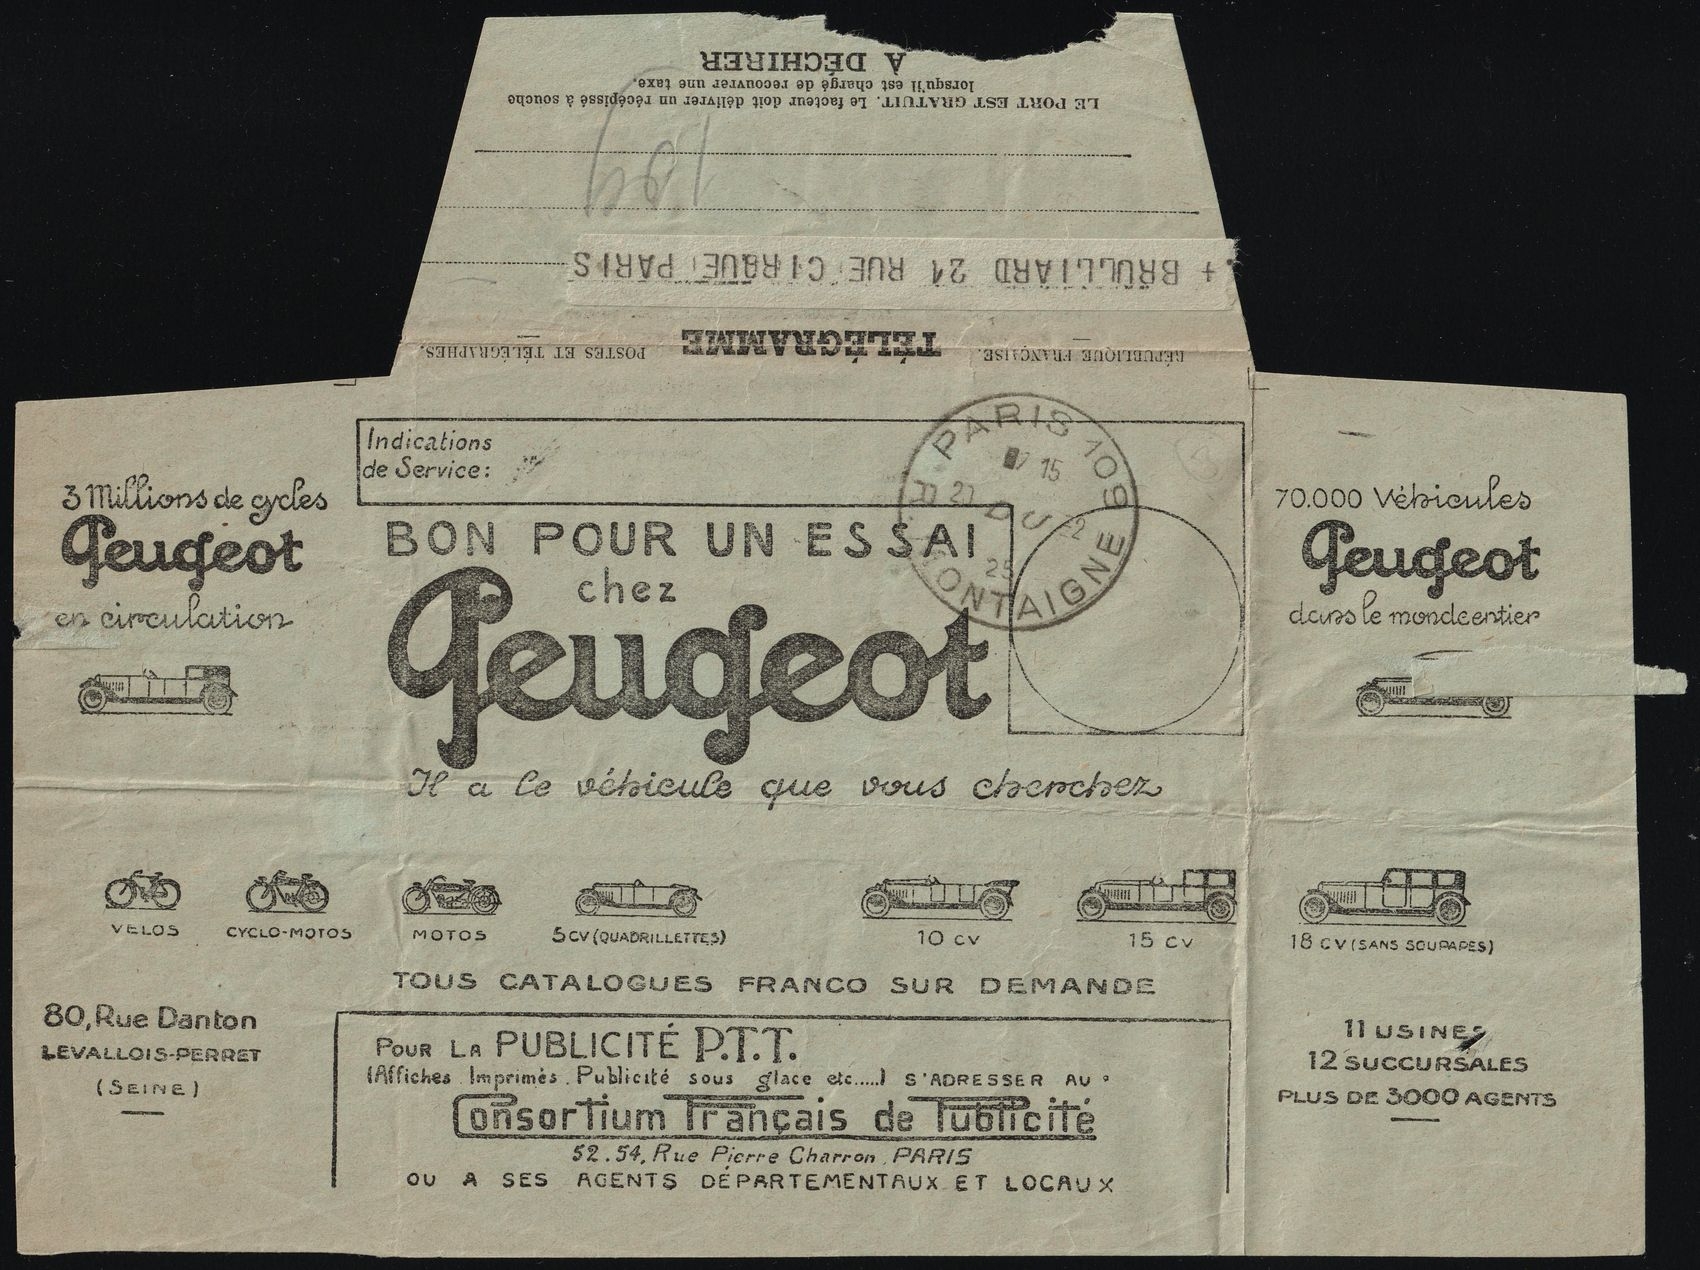 À DÉCHIRER
LE PORT EST GRATUIT. Le facteur doit délivrer un récépissé à souche
lorsqu'il est chargé de recouvrer une taxe.
+ BRULLIARD 21 RUE CIRQUE PARIS
RÉPUBLIQUE FRANÇAISE. TÉLÉGRAMME POSTES ET TÉLÉGRAPHES.
Indications
de Service:
PARIS 109
15
27
25
MONTAIGNE
3 Millions de cycles
Peugeot
en circulation
BON POUR UN ESSAI
chez
Peugeot
Il a le véhicule que vous cherchez
70.000 Véhicules
Peugeot
dans le monde entier
VELOS
CYCLO-MOTOS
MOTOS
5 CV (QUADRILLETTES)
10 CV
15 CV
18 CV (SANS SOUPAPES)
TOUS CATALOGUES FRANCO SUR DEMANDE
80, Rue Danton
LEVALLOIS-PERRET
(SEINE)
POUR LA PUBLICITÉ P.T.T.
(Affiches. Imprimés. Publicité sous glace etc.....) S'ADRESSER AU:
Consortium Français de Publicité
52.54, Rue Pierre Charron, PARIS
OU A SES AGENTS DÉPARTEMENTAUX ET LOCAUX
11 USINES
12 SUCCURSALES
PLUS DE 3000 AGENTS